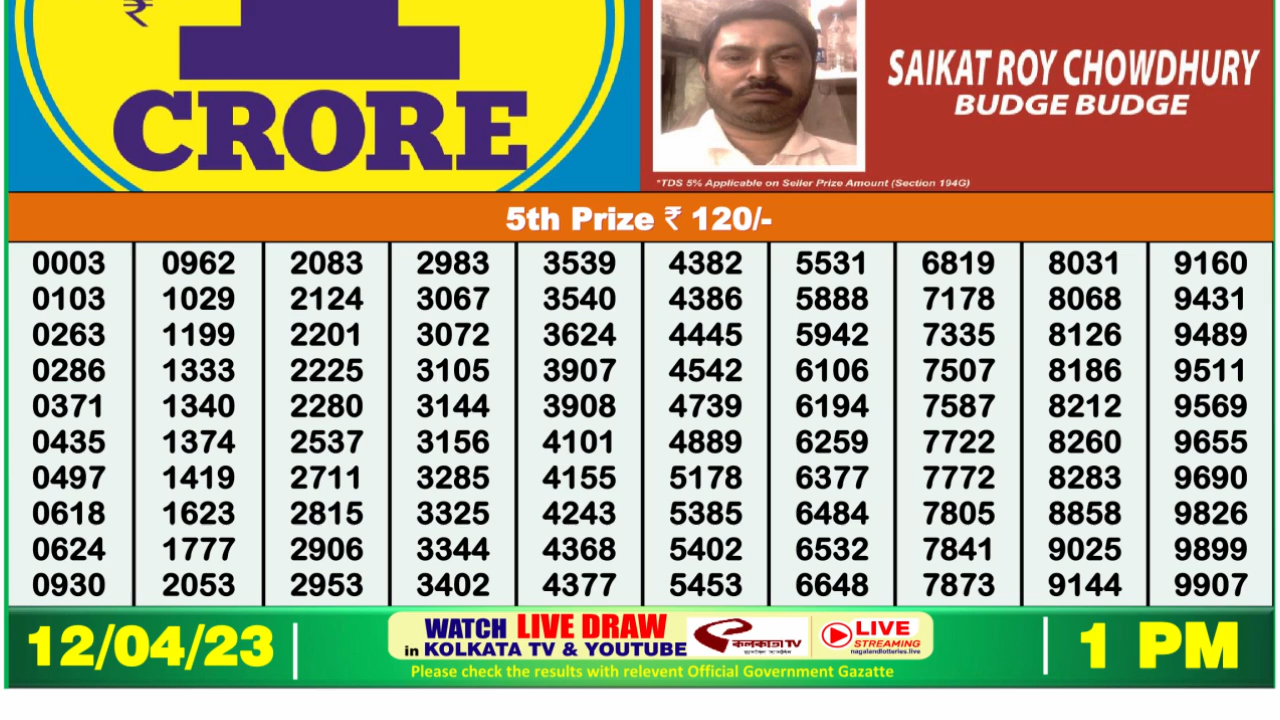 ₹ 1
CRORE
SAIKAT ROY CHOWDHURY
BUDGE BUDGE
*TDS 5% Applicable on Seller Prize Amount (Section 194G)
5th Prize ₹ 120/-
0003 0962 2083 2983 3539 4382 5531 6819 8031 9160
0103 1029 2124 3067 3540 4386 5888 7178 8068 9431
0263 1199 2201 3072 3624 4445 5942 7335 8126 9489
0286 1333 2225 3105 3907 4542 6106 7507 8186 9511
0371 1340 2280 3144 3908 4739 6194 7587 8212 9569
0435 1374 2537 3156 4101 4889 6259 7722 8260 9655
0497 1419 2711 3285 4155 5178 6377 7772 8283 9690
0618 1623 2815 3325 4243 5385 6484 7805 8858 9826
0624 1777 2906 3344 4368 5402 6532 7841 9025 9899
0930 2053 2953 3402 4377 5453 6648 7873 9144 9907
12/04/23
WATCH LIVE DRAW
in KOLKATA TV & YOUTUBE
কলকাতা TV
LIVE
STREAMING
nagalandlotteries.live
Please check the results with relevent Official Government Gazatte
1 PM